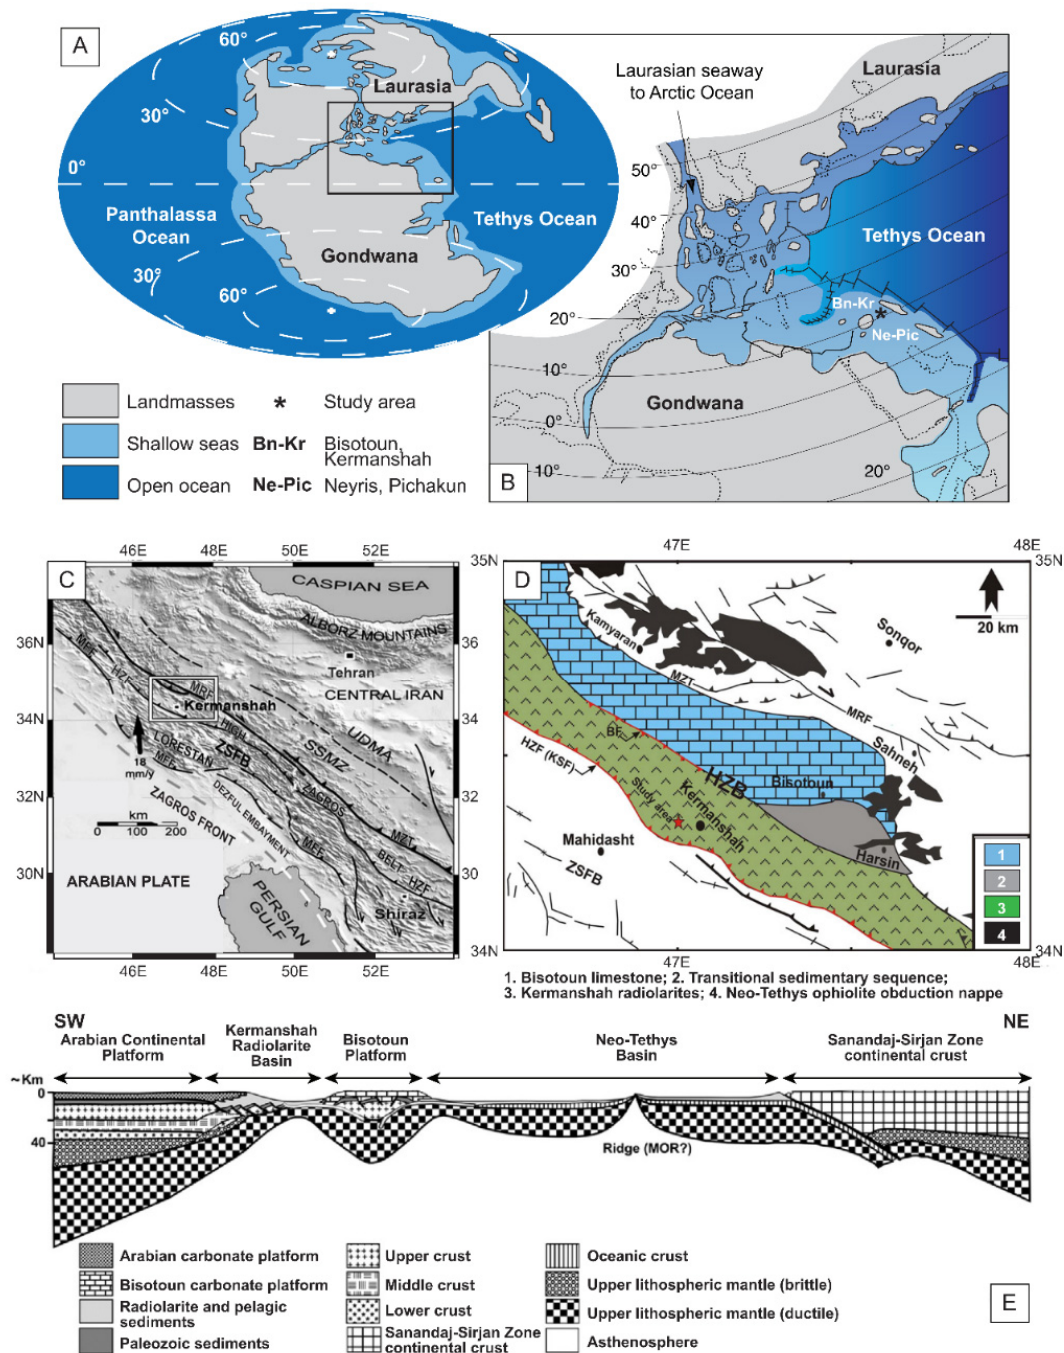 A
60°
Laurasia
30°
0°
Panthalassa
Ocean
Tethys Ocean
Gondwana
30°
60°
Laurasian seaway
to Arctic Ocean
Laurasia
50°
40°
30°
20°
10°
0°
10°
20°
Tethys Ocean
Bn-Kr
*
Ne-Pic
Gondwana
B
Landmasses
* Study area
Shallow seas
Bn-Kr Bisotoun,
Kermanshah
Open ocean
Ne-Pic Neyris, Pichakun
C
46E 48E 50E 52E
36N
34N
32N
30N
CASPIAN SEA
ALBORZ MOUNTAINS
Tehran
CENTRAL IRAN
MFF
HZF
MRF
Kermanshah
HIGH
UDMA
SSMZ
ZSFB
LORESTAN
18
mm/y
MFF
ZAGROS
DEZFUL EMBAYMENT
km
0 100 200
ZAGROS FRONT
MFF
BELT
MZT
HZF
ARABIAN PLATE
PERSIAN
GULF
Shiraz
46E 48E 50E 52E
D
35N
47E
48E
20 km
Kamyaran
Sonqor
MZT
MRF
BF
Sahneh
HZF (KSF)
HZB
Bisotoun
Study area
Kermanshah
Mahidasht
Harsin
ZSFB
1
2
3
4
34N
47E
48E
1. Bisotoun limestone; 2. Transitional sedimentary sequence;
3. Kermanshah radiolarites; 4. Neo-Tethys ophiolite obduction nappe
SW
NE
Arabian Continental
Platform
Kermanshah
Radiolarite
Basin
Bisotoun
Platform
Neo-Tethys
Basin
Sanandaj-Sirjan Zone
continental crust
~Km
0
40
Ridge (MOR?)
Arabian carbonate platform
Bisotoun carbonate platform
Radiolarite and pelagic
sediments
Paleozoic sediments
Upper crust
Middle crust
Lower crust
Sanandaj-Sirjan Zone
continental crust
Oceanic crust
Upper lithospheric mantle (brittle)
Upper lithospheric mantle (ductile)
Asthenosphere
E